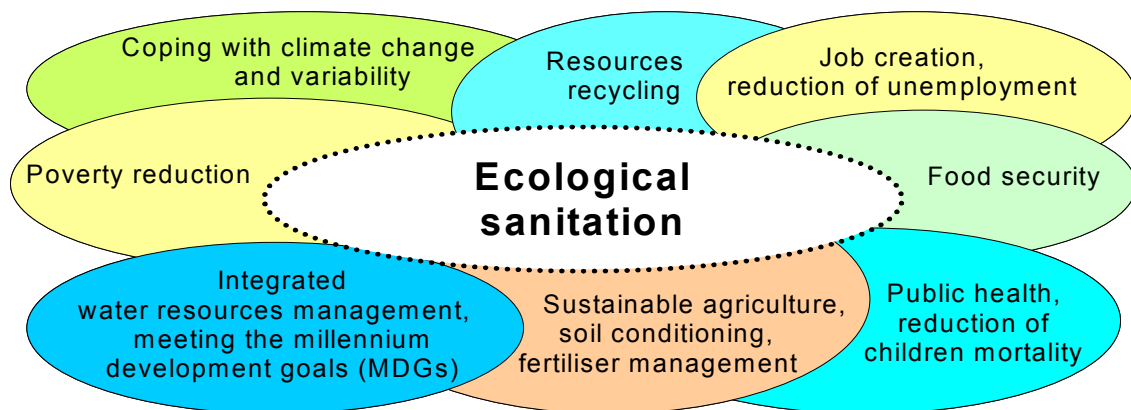 Coping with climate change
and variability
Resources
recycling
Job creation,
reduction of unemployment
Poverty reduction
Ecological
sanitation
Food security
Integrated
water resources management,
meeting the millennium
development goals (MDGs)
Sustainable agriculture,
soil conditioning,
fertiliser management
Public health,
reduction of
children mortality